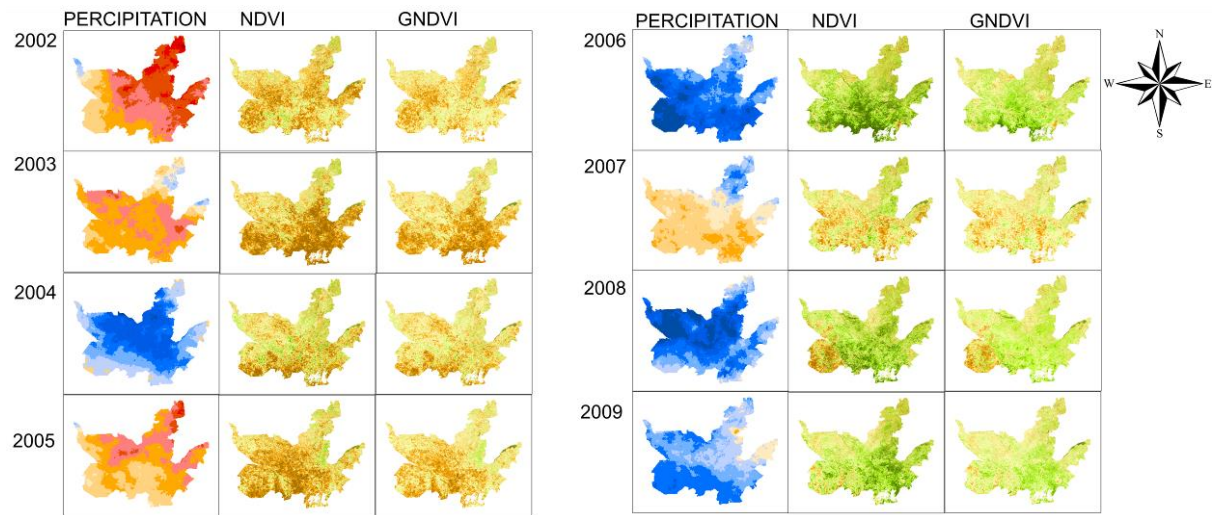 PERCIPITATION NDVI GNDVI
2002
2003
2004
2005
PERCIPITATION NDVI GNDVI
2006
2007
2008
2009
N
W E
S